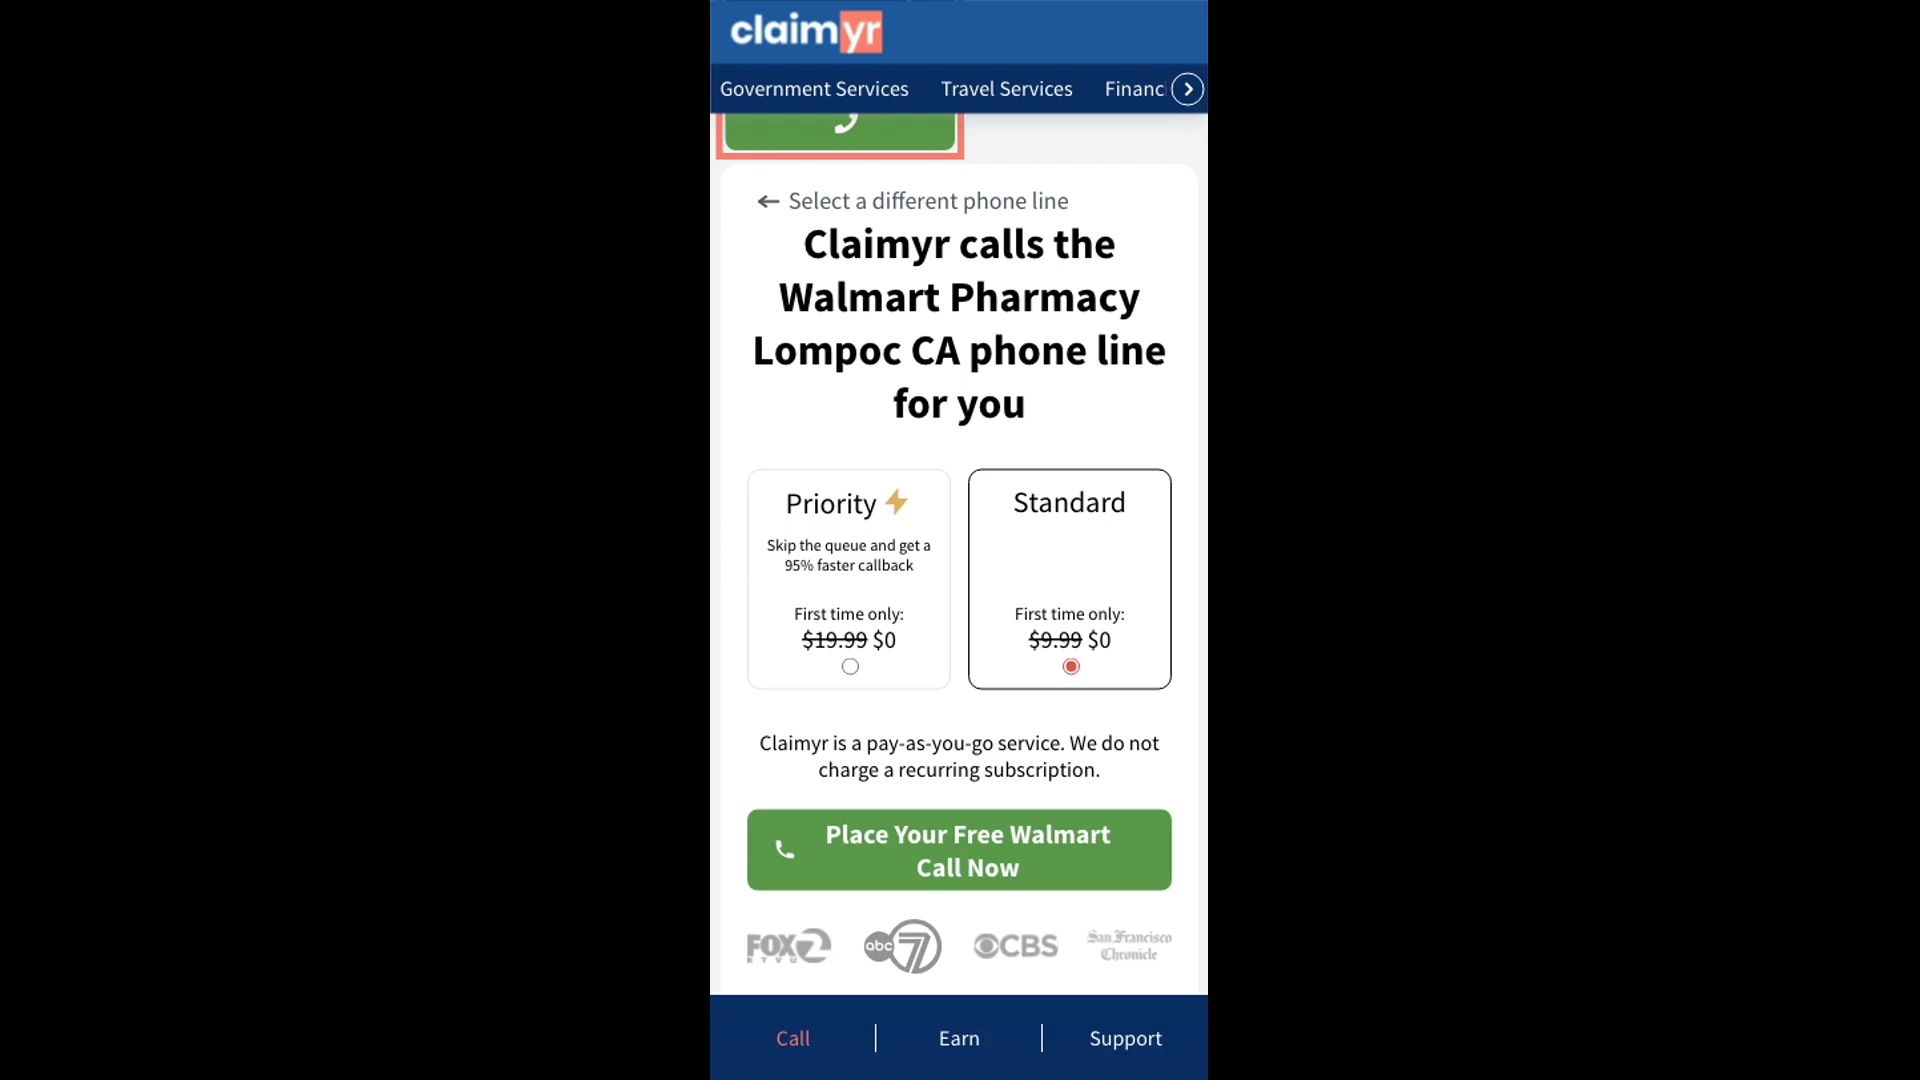 claimyr
Government Services Travel Services Financ
Select a different phone line
Claimyr calls the
Walmart Pharmacy
Lompoc CA phone line
for you
Priority
Skip the queue and get a
95% faster callback
First time only:
$19.99 $0
Standard
First time only:
$9.99 $0
Claimyr is a pay-as-you-go service. We do not
charge a recurring subscription.
Place Your Free Walmart
Call Now
FOX 2
KTVU
abc 7
CBS
San Francisco
Chronicle
Call Earn Support